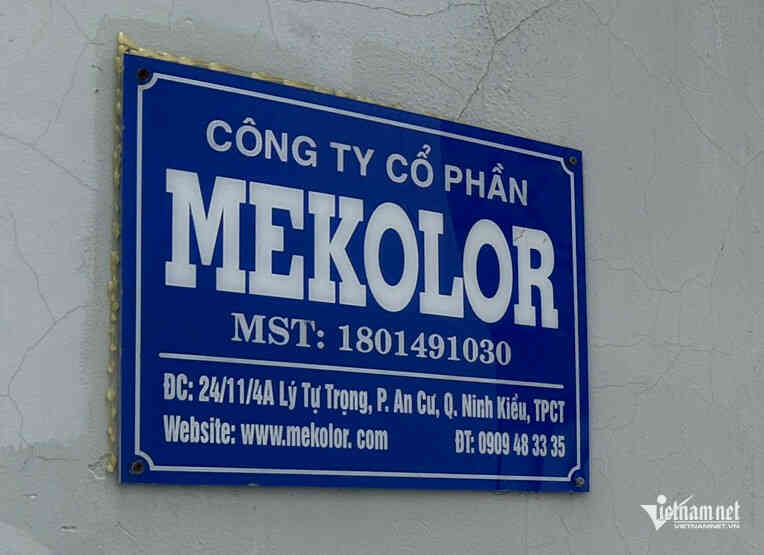 CÔNG TY CỔ PHẦN
MEKOLOR
MST: 1801491030
ĐC: 24/11/4A Lý Tự Trọng, P. An Cư, Q. Ninh Kiều, TPCT
Website: www.mekolor. com ĐT: 0909 48 33 35
Vietnamnet
VIETNAMNET.VN